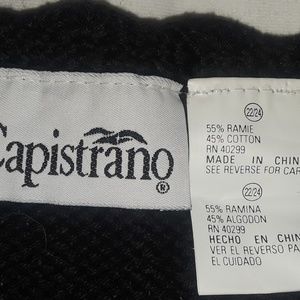 Capistrano®
22/24
55% RAMIE
45% COTTON
RN 40299
MADE IN CHIN
SEE REVERSE FOR CAR
22/24
55% RAMINA
45% ALGODON
RN 40299
HECHO EN CHIN
VER EL REVERSO PA
EL CUIDADO